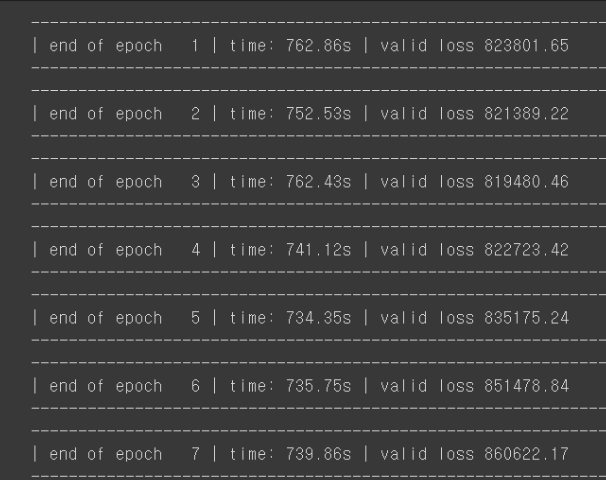 --------------------------------------------------------------
| end of epoch   1 | time: 762.86s | valid loss 823801.65
--------------------------------------------------------------
--------------------------------------------------------------
| end of epoch   2 | time: 752.53s | valid loss 821389.22
--------------------------------------------------------------
--------------------------------------------------------------
| end of epoch   3 | time: 762.43s | valid loss 819480.46
--------------------------------------------------------------
--------------------------------------------------------------
| end of epoch   4 | time: 741.12s | valid loss 822723.42
--------------------------------------------------------------
--------------------------------------------------------------
| end of epoch   5 | time: 734.35s | valid loss 835175.24
--------------------------------------------------------------
--------------------------------------------------------------
| end of epoch   6 | time: 735.75s | valid loss 851478.84
--------------------------------------------------------------
--------------------------------------------------------------
| end of epoch   7 | time: 739.86s | valid loss 860622.17
--------------------------------------------------------------